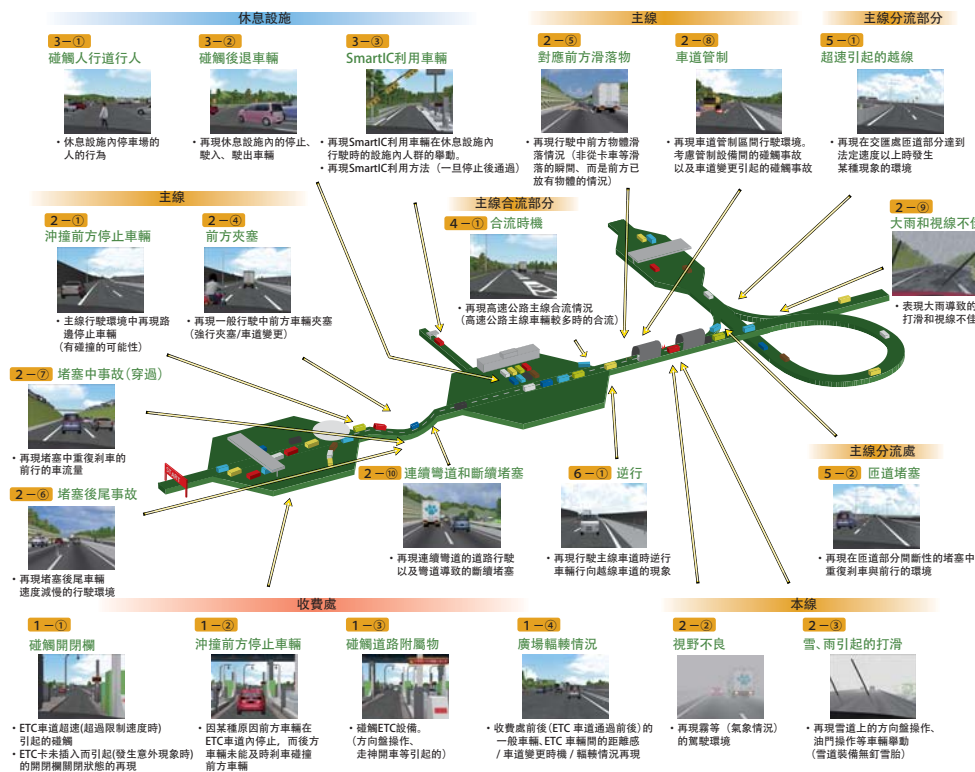 休息設施
主線
主線分流部分
3－①
碰觸人行道行人
・休息設施內停車場的
人的行為
3－②
碰觸後退車輛
・再現休息設施內的停止、
駛入、駛出車輛
3－③
SmartIC利用車輛
・再現SmartIC利用車輛在休息設施內
行駛時的設施內人群的舉動。
・再現SmartIC利用方法（一旦停止後通過）
2－⑤
對應前方滑落物
・再現行駛中前方物體滑
落情況（非從卡車等滑
落的瞬間、而是前方已
放有物體的情況）
2－⑧
車道管制
・再現車道管制區間行駛環境。
考慮管制設備間的碰觸事故
以及車道變更引起的碰觸事故
5－①
超速引起的越線
・再現在交匯處匝道部分達到
法定速度以上時發生
某種現象的環境
主線
2－①
沖撞前方停止車輛
・主線行駛環境中再現路
邊停止車輛
（有碰撞的可能性）
2－④
前方夾塞
・再現一般行駛中前方車輛夾塞
（強行夾塞/車道變更）
主線合流部分
4－① 合流時機
・再現高速公路主線合流情況
（高速公路主線車輛較多時的合流）
2－⑨
大雨和視線不佳
・表現大雨導致的
打滑和視線不佳
2－⑦ 堵塞中事故（穿過）
・再現堵塞中重復剎車的
前行的車流量
2－⑥ 堵塞後尾事故
・再現堵塞後尾車輛
速度減慢的行駛環境
2－⑩ 連續彎道和斷續堵塞
・再現連續彎道的道路行駛
以及彎道導致的斷續堵塞
6－① 逆行
・再現行駛主線車道時逆行
車輛行向越線車道的現象
主線分流處
5－② 匝道堵塞
・再現在匝道部分間斷性的堵塞中
重復剎車與前行的環境
收費處
本線
1－①
碰觸開閉欄
・ETC車道超速(超過限制速度時)
引起的碰觸
・ETC卡未插入而引起(發生意外現象時)
的開閉欄關閉狀態的再現
1－②
沖撞前方停止車輛
・因某種原因前方車輛在
ETC車道內停止，而後方
車輛未能及時剎車碰撞
前方車輛
1－③
碰觸道路附屬物
・碰觸ETC設備。
（方向盤操作、
走神開車等引起的）
1－④
廣場輻輳情況
・收費處前後(ETC 車道通過前後)的
一般車輛、ETC 車輛間的距離感
/ 車道變更時機 / 輻輳情況再現
2－②
視野不良
・再現霧等（氣象情況）
的駕駛環境
2－③
雪、雨引起的打滑
・再現雪道上的方向盤操作、
油門操作等車輛舉動
（雪道裝備無釘雪胎）